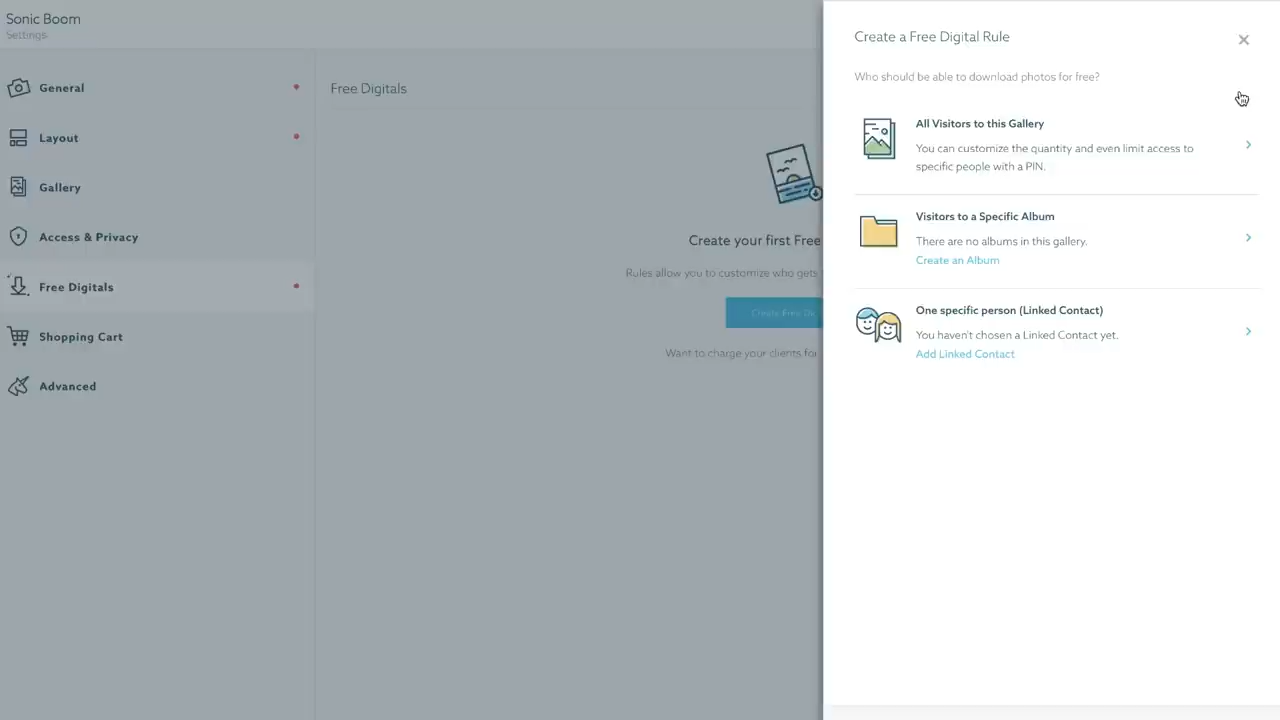 Sonic Boom
Settings
General
Layout
Gallery
Access & Privacy
Free Digitals
Shopping Cart
Advanced
Free Digitals
Create your first Free
Rules allow you to customize who gets
Create Free Di
Want to charge your clients for
Create a Free Digital Rule
Who should be able to download photos for free?
All Visitors to this Gallery
You can customize the quantity and even limit access to
specific people with a PIN.
Visitors to a Specific Album
There are no albums in this gallery.
Create an Album
One specific person (Linked Contact)
You haven't chosen a Linked Contact yet.
Add Linked Contact